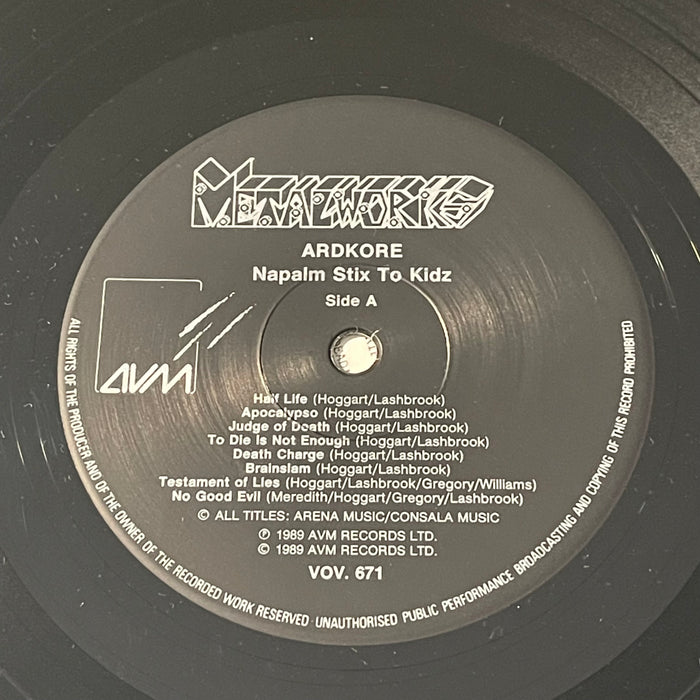 METALWORKS
ARDKORE
Napalm Stix To Kidz
Side A
AVM
Half Life (Hoggart/Lashbrook)
Apocalypso (Hoggart/Lashbrook)
Judge of Death (Hoggart/Lashbrook)
To Die Is Not Enough (Hoggart/Lashbrook)
Death Charge (Hoggart/Lashbrook)
Brainslam (Hoggart/Lashbrook)
Testament of Lies (Hoggart/Lashbrook/Gregory/Williams)
No Good Evil (Meredith/Hoggart/Gregory/Lashbrook)
© ALL TITLES: ARENA MUSIC/CONSALA MUSIC
℗ 1989 AVM RECORDS LTD.
© 1989 AVM RECORDS LTD.
VOV. 671
ALL RIGHTS OF THE PRODUCER AND OF THE OWNER OF THE RECORDED WORK RESERVED · UNAUTHORISED PUBLIC PERFORMANCE BROADCASTING AND COPYING OF THIS RECORD PROHIBITED